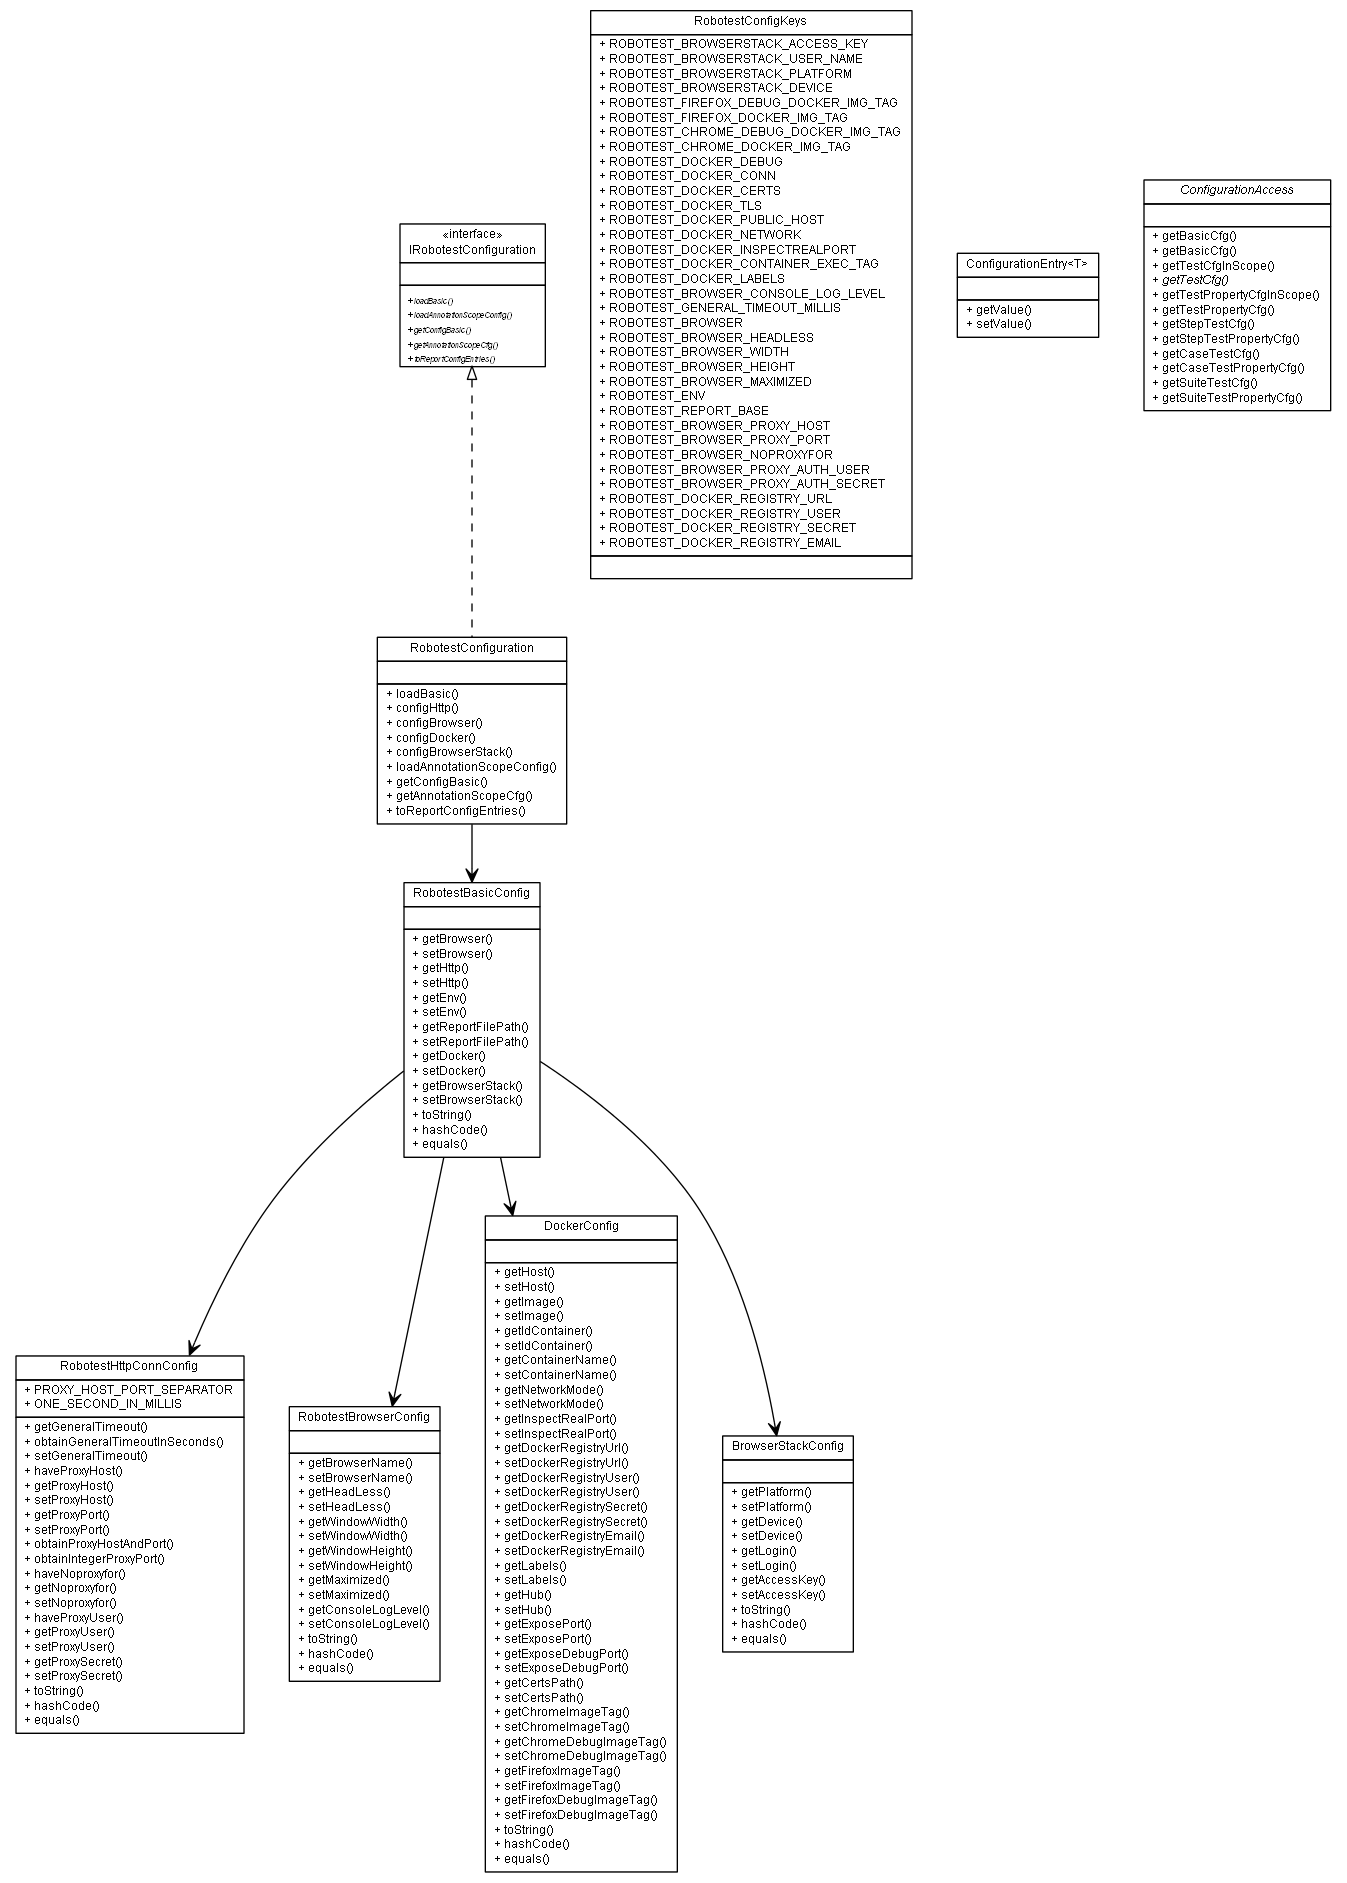 RobotestConfigKeys
+ ROBOTEST_BROWSERSTACK_ACCESS_KEY
+ ROBOTEST_BROWSERSTACK_USER_NAME
+ ROBOTEST_BROWSERSTACK_PLATFORM
+ ROBOTEST_BROWSERSTACK_DEVICE
+ ROBOTEST_FIREFOX_DEBUG_DOCKER_IMG_TAG
+ ROBOTEST_FIREFOX_DOCKER_IMG_TAG
+ ROBOTEST_CHROME_DEBUG_DOCKER_IMG_TAG
+ ROBOTEST_CHROME_DOCKER_IMG_TAG
+ ROBOTEST_DOCKER_DEBUG
+ ROBOTEST_DOCKER_CONN
+ ROBOTEST_DOCKER_CERTS
+ ROBOTEST_DOCKER_TLS
+ ROBOTEST_DOCKER_PUBLIC_HOST
+ ROBOTEST_DOCKER_NETWORK
+ ROBOTEST_DOCKER_INSPECTREALPORT
+ ROBOTEST_DOCKER_CONTAINER_EXEC_TAG
+ ROBOTEST_DOCKER_LABELS
+ ROBOTEST_BROWSER_CONSOLE_LOG_LEVEL
+ ROBOTEST_GENERAL_TIMEOUT_MILLIS
+ ROBOTEST_BROWSER
+ ROBOTEST_BROWSER_HEADLESS
+ ROBOTEST_BROWSER_WIDTH
+ ROBOTEST_BROWSER_HEIGHT
+ ROBOTEST_BROWSER_MAXIMIZED
+ ROBOTEST_ENV
+ ROBOTEST_REPORT_BASE
+ ROBOTEST_BROWSER_PROXY_HOST
+ ROBOTEST_BROWSER_PROXY_PORT
+ ROBOTEST_BROWSER_NOPROXYFOR
+ ROBOTEST_BROWSER_PROXY_AUTH_USER
+ ROBOTEST_BROWSER_PROXY_AUTH_SECRET
+ ROBOTEST_DOCKER_REGISTRY_URL
+ ROBOTEST_DOCKER_REGISTRY_USER
+ ROBOTEST_DOCKER_REGISTRY_SECRET
+ ROBOTEST_DOCKER_REGISTRY_EMAIL
ConfigurationAccess
+ getBasicCfg()
+ getBasicCfg()
+ getTestCfgInScope()
+ getTestCfg()
+ getTestPropertyCfgInScope()
+ getTestPropertyCfg()
+ getStepTestCfg()
+ getStepTestPropertyCfg()
+ getCaseTestCfg()
+ getCaseTestPropertyCfg()
+ getSuiteTestCfg()
+ getSuiteTestPropertyCfg()
«interface»
IRobotestConfiguration
+ loadBasic()
+ loadAnnotationScopeConfig()
+ getConfigBasic()
+ getAnnotationScopeCfg()
+ toReportConfigEntries()
ConfigurationEntry<T>
+ getValue()
+ setValue()
RobotestConfiguration
+ loadBasic()
+ configHttp()
+ configBrowser()
+ configDocker()
+ configBrowserStack()
+ loadAnnotationScopeConfig()
+ getConfigBasic()
+ getAnnotationScopeCfg()
+ toReportConfigEntries()
RobotestBasicConfig
+ getBrowser()
+ setBrowser()
+ getHttp()
+ setHttp()
+ getEnv()
+ setEnv()
+ getReportFilePath()
+ setReportFilePath()
+ getDocker()
+ setDocker()
+ getBrowserStack()
+ setBrowserStack()
+ toString()
+ hashCode()
+ equals()
RobotestHttpConnConfig
+ PROXY_HOST_PORT_SEPARATOR
+ ONE_SECOND_IN_MILLIS
+ getGeneralTimeout()
+ obtainGeneralTimeoutInSeconds()
+ setGeneralTimeout()
+ haveProxyHost()
+ getProxyHost()
+ setProxyHost()
+ getProxyPort()
+ setProxyPort()
+ obtainProxyHostAndPort()
+ obtainIntegerProxyPort()
+ haveNoproxyfor()
+ getNoproxyfor()
+ setNoproxyfor()
+ haveProxyUser()
+ getProxyUser()
+ setProxyUser()
+ getProxySecret()
+ setProxySecret()
+ toString()
+ hashCode()
+ equals()
RobotestBrowserConfig
+ getBrowserName()
+ setBrowserName()
+ getHeadLess()
+ setHeadLess()
+ getWindowWidth()
+ setWindowWidth()
+ getWindowHeight()
+ setWindowHeight()
+ getMaximized()
+ setMaximized()
+ getConsoleLogLevel()
+ setConsoleLogLevel()
+ toString()
+ hashCode()
+ equals()
DockerConfig
+ getHost()
+ setHost()
+ getImage()
+ setImage()
+ getIdContainer()
+ setIdContainer()
+ getContainerName()
+ setContainerName()
+ getNetworkMode()
+ setNetworkMode()
+ getInspectRealPort()
+ setInspectRealPort()
+ getDockerRegistryUrl()
+ setDockerRegistryUrl()
+ getDockerRegistryUser()
+ setDockerRegistryUser()
+ getDockerRegistrySecret()
+ setDockerRegistrySecret()
+ getDockerRegistryEmail()
+ setDockerRegistryEmail()
+ getLabels()
+ setLabels()
+ getHub()
+ setHub()
+ getExposePort()
+ setExposePort()
+ getExposeDebugPort()
+ setExposeDebugPort()
+ getCertsPath()
+ setCertsPath()
+ getChromeImageTag()
+ setChromeImageTag()
+ getChromeDebugImageTag()
+ setChromeDebugImageTag()
+ getFirefoxImageTag()
+ setFirefoxImageTag()
+ getFirefoxDebugImageTag()
+ setFirefoxDebugImageTag()
+ toString()
+ hashCode()
+ equals()
BrowserStackConfig
+ getPlatform()
+ setPlatform()
+ getDevice()
+ setDevice()
+ getLogin()
+ setLogin()
+ getAccessKey()
+ setAccessKey()
+ toString()
+ hashCode()
+ equals()